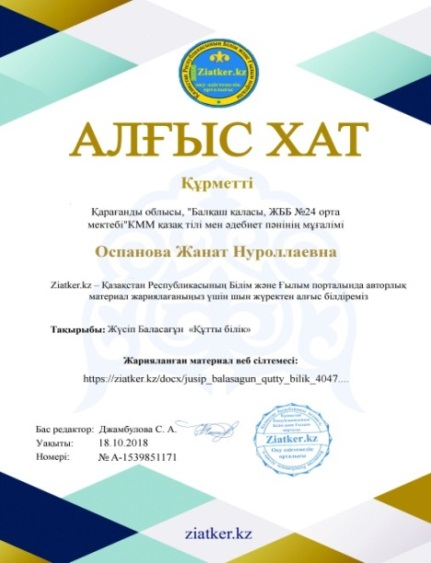 Ziatker.kz
АЛҒЫС ХАТ
Құрметті
Қарағанды облысы, "Балқаш қаласы, ЖББ №24 орта
мектебі"КММ қазақ тілі мен әдебиет пәнінің мұғалімі
Оспанова Жанат Нуроллаевна
Ziatker.kz – Қазақстан Республикасының Білім және Ғылым порталында авторлық
материал жариялағаныңыз үшін шын жүректен алғыс білдіреміз
Тақырыбы: Жүсіп Баласағұн «Құтты білік»
Жарияланған материал веб сілтемесі:
https://ziatker.kz/docx/jusip_balasagun_qutty_bilik_4047....
Бас редактор: Джамбулова С. А.
Уақыты: 18.10.2018
Номері: № А-1539851171
Ziatker.kz
ziatker.kz